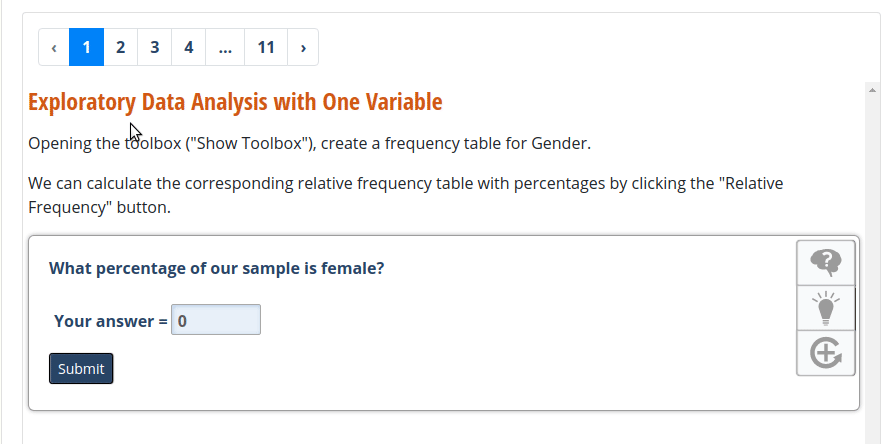 ‹ 1 2 3 4 ... 11 ›
Exploratory Data Analysis with One Variable
Opening the toolbox ("Show Toolbox"), create a frequency table for Gender.
We can calculate the corresponding relative frequency table with percentages by clicking the "Relative
Frequency" button.
What percentage of our sample is female?
Your answer = 0
Submit